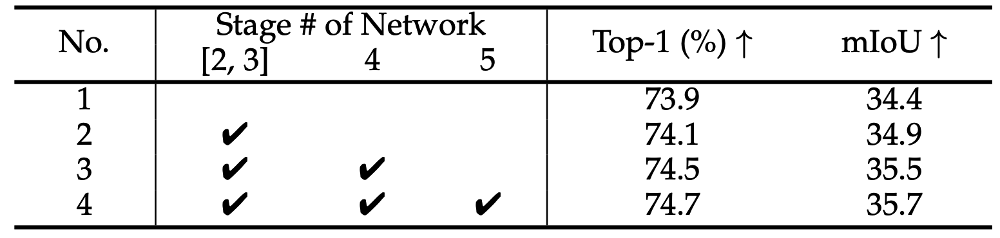 No. Stage # of Network Top-1 (%) ↑ mIoU ↑
[2, 3] 4 5
1 73.9 34.4
2 ✔ 74.1 34.9
3 ✔ ✔ 74.5 35.5
4 ✔ ✔ ✔ 74.7 35.7